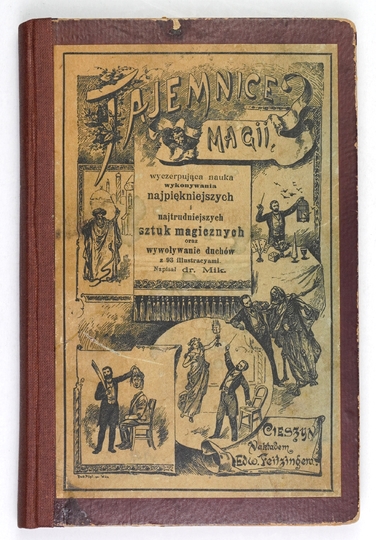 TAJEMNICE
MAGII,
wyczerpująca nauka
wykonywania
najpiękniejszych
i
najtrudniejszych
sztuk magicznych
oraz
wywoływanie duchów
z 93 illustracyami.
Napisał dr. Mik.
CIESZYN
Nakładem
Edw. Feitzingera.